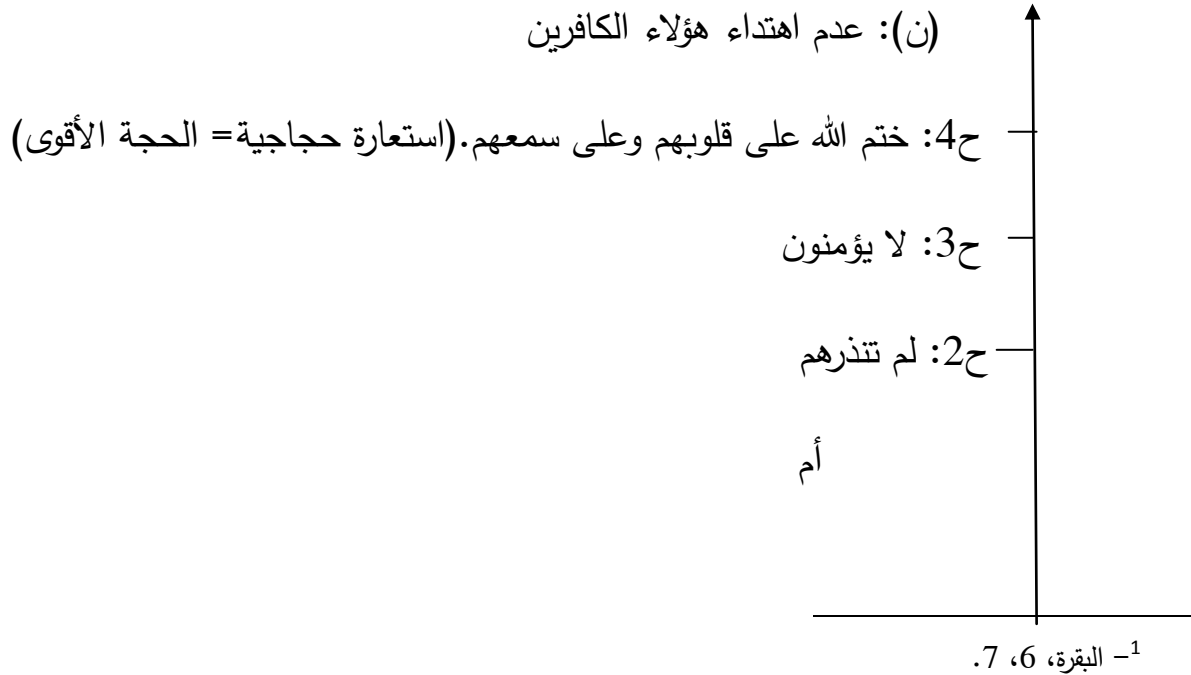 (ن): عدم اهتداء هؤلاء الكافرين
ح4: ختم الله على قلوبهم وعلى سمعهم.(استعارة حجاجية= الحجة الأقوى)
ح3: لا يؤمنون
ح2: لم تنذرهم
أم
1– البقرة، 6، 7.